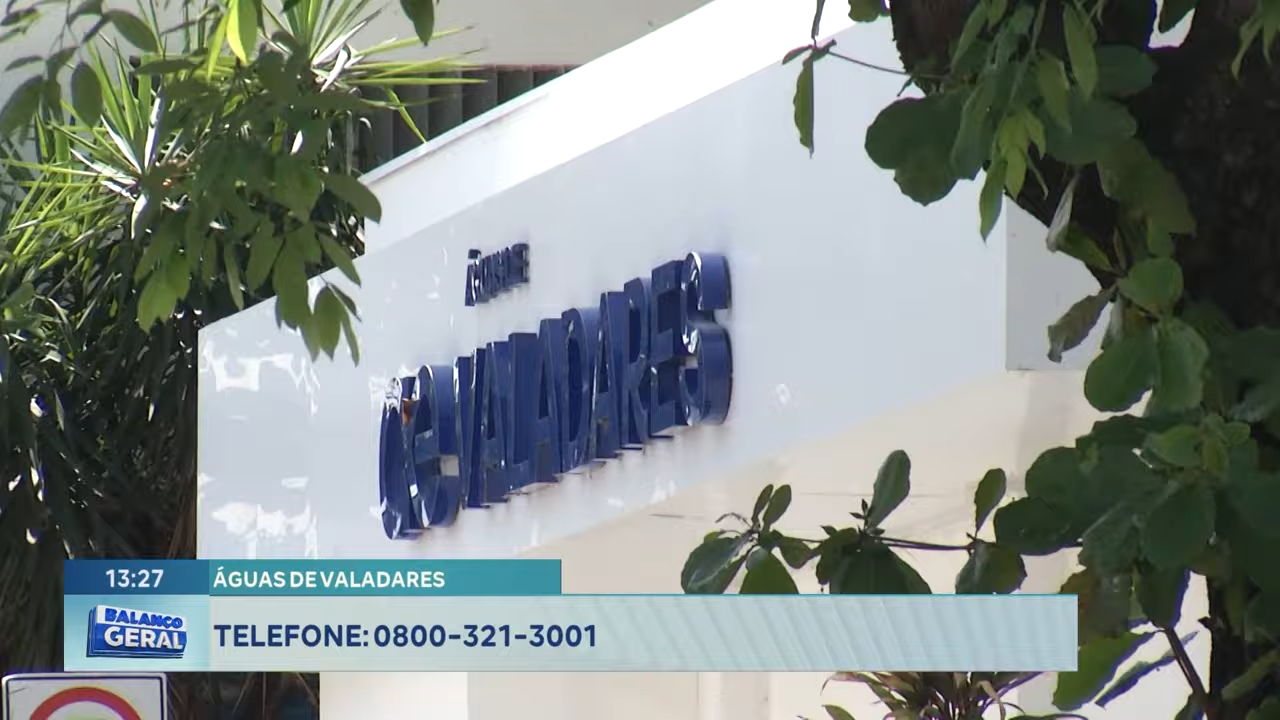 VALADARES
13:27
ÁGUAS DE VALADARES
BALANÇO
GERAL
TELEFONE: 0800-321-3001